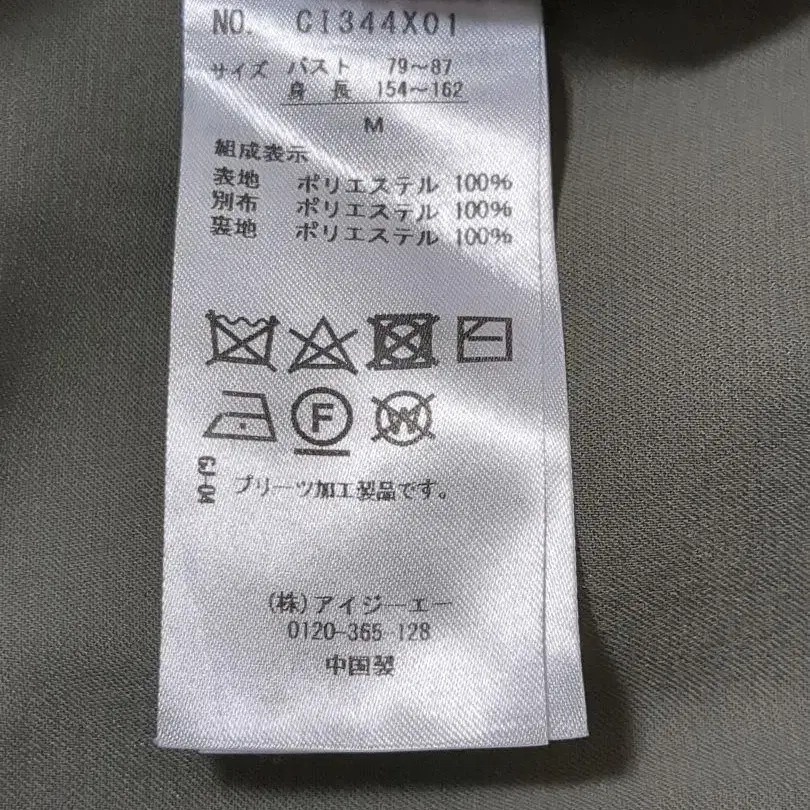 NO. CI344X01
サイズ バスト 79〜87
身長 154〜162
M
組成表示
表地 ポリエステル 100%
別布 ポリエステル 100%
裏地 ポリエステル 100%
F
W
GJ-04
プリーツ加工製品です。
(株)アイジーエー
0120-365-128
中国製